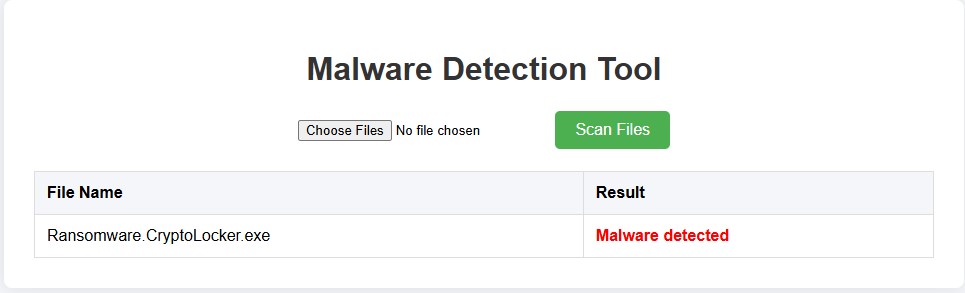 Malware Detection Tool
Choose Files No file chosen Scan Files
File Name Result
Ransomware.CryptoLocker.exe Malware detected